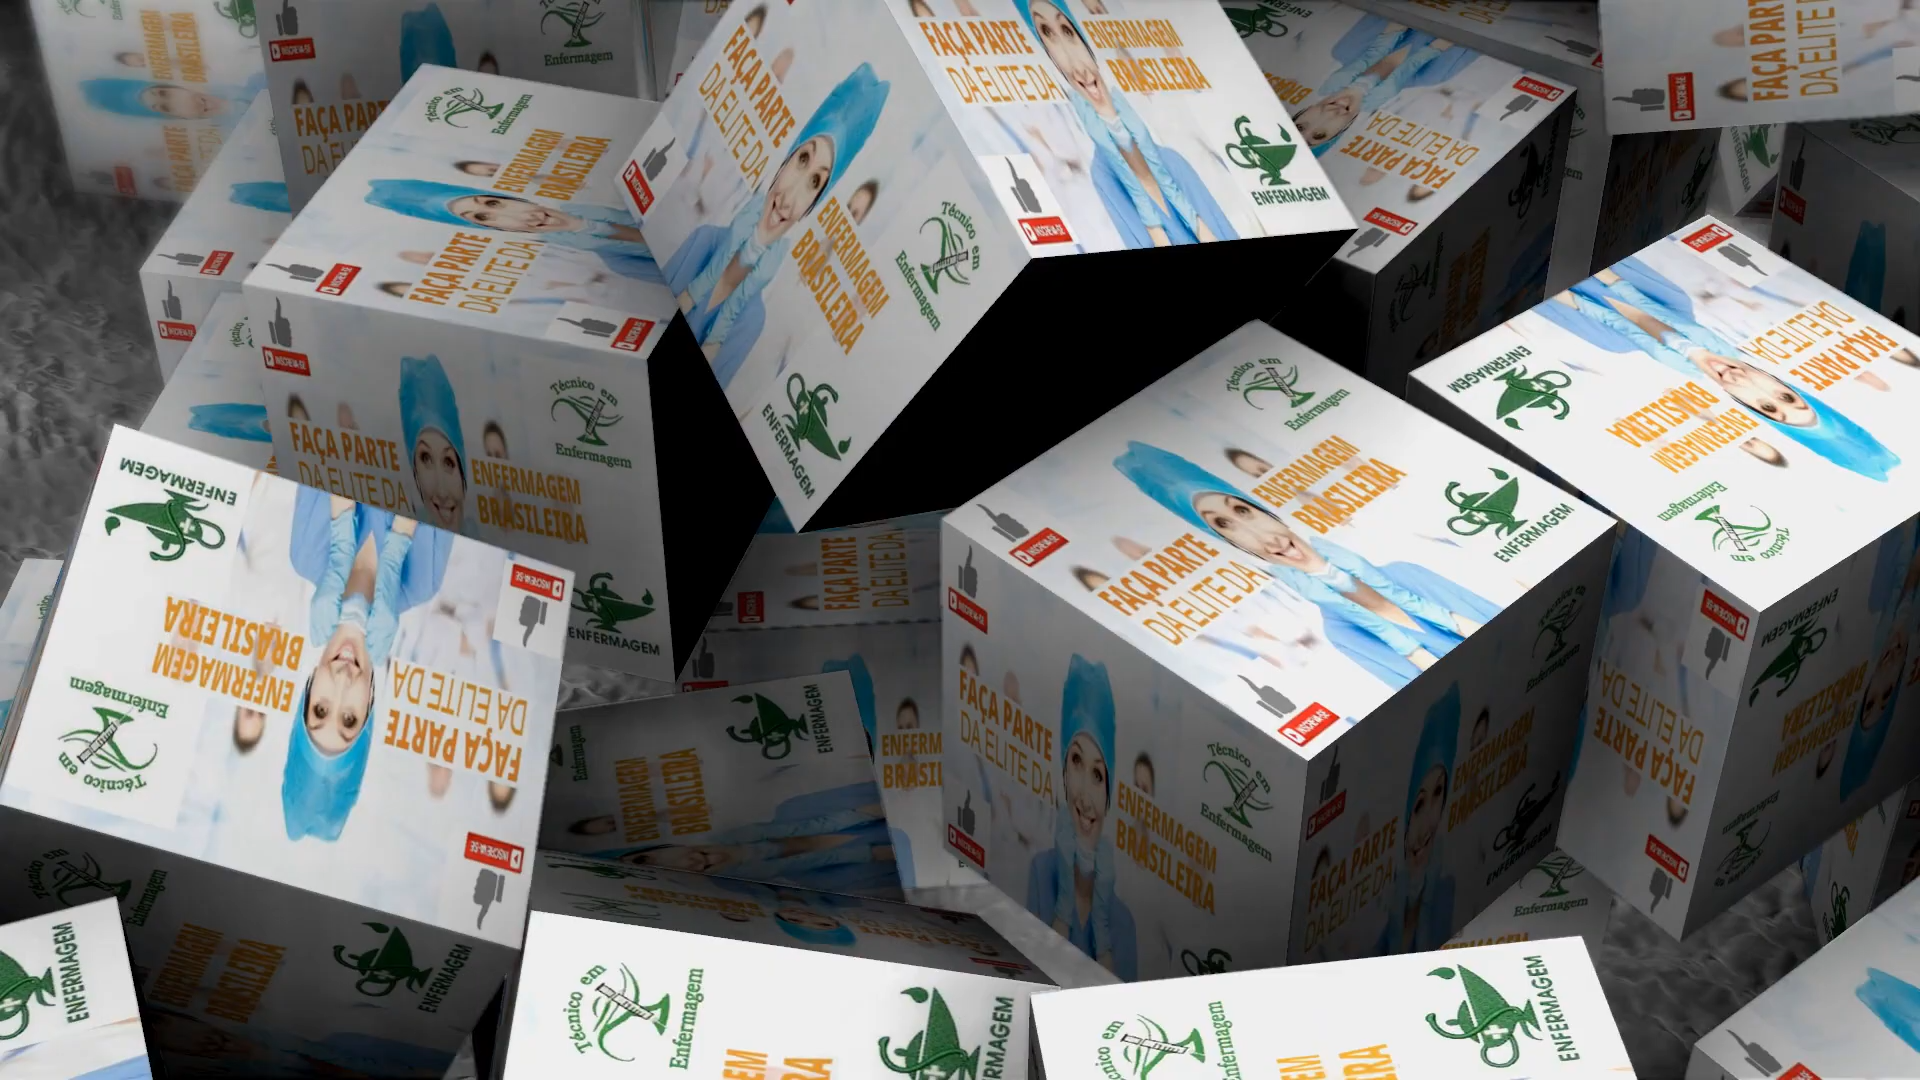 FAÇA PARTE
DA ELITE DA
ENFERMAGEM
BRASILEIRA
Técnico em
Enfermagem
ENFERMAGEM
INSCREVA-SE